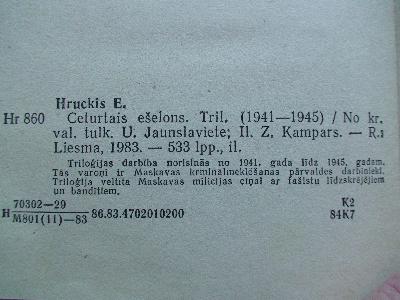 Hruckis E.
Hr 860 Ceturtais ešelons. Tril. (1941—1945) / No kr.
val. tulk. U. Jaunslaviete; Il. Z. Kampars. — R.:
Liesma, 1983. — 533 lpp., il.
Triloģijas darbība norisinās no 1941. gada līdz 1945. gadam.
Tās varoņi ir Maskavas krminālmeklēšanas pārvaldes darbinieki.
Triloģija veltīta Maskavas milicijas cīņai ar fašistu līdzskrējējiem
un bandītiem.
70302—29 K2
H M801(11)—83 86.83.4702010200 84K7